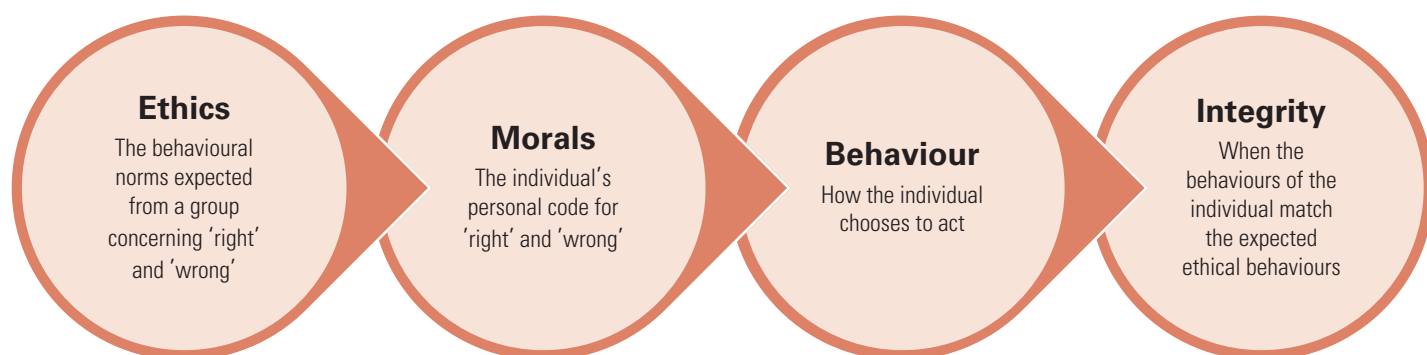 Ethics
The behavioural
norms expected
from a group
concerning 'right'
and 'wrong'
Morals
The individual's
personal code for
'right' and 'wrong'
Behaviour
How the individual
chooses to act
Integrity
When the
behaviours of the
individual match
the expected
ethical behaviours